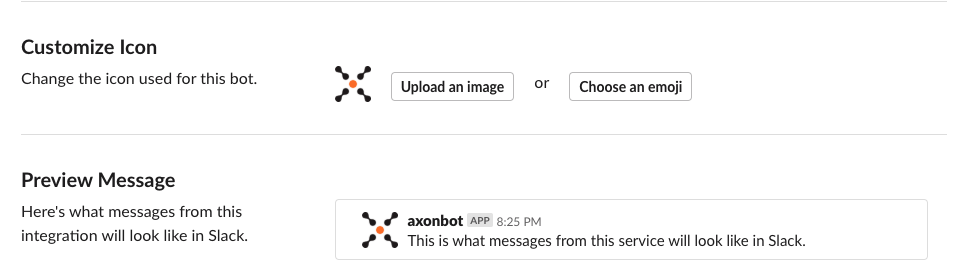 Customize Icon
Change the icon used for this bot.
Upload an image or Choose an emoji
Preview Message
Here's what messages from this
integration will look like in Slack.
axonbot APP 8:25 PM
This is what messages from this service will look like in Slack.